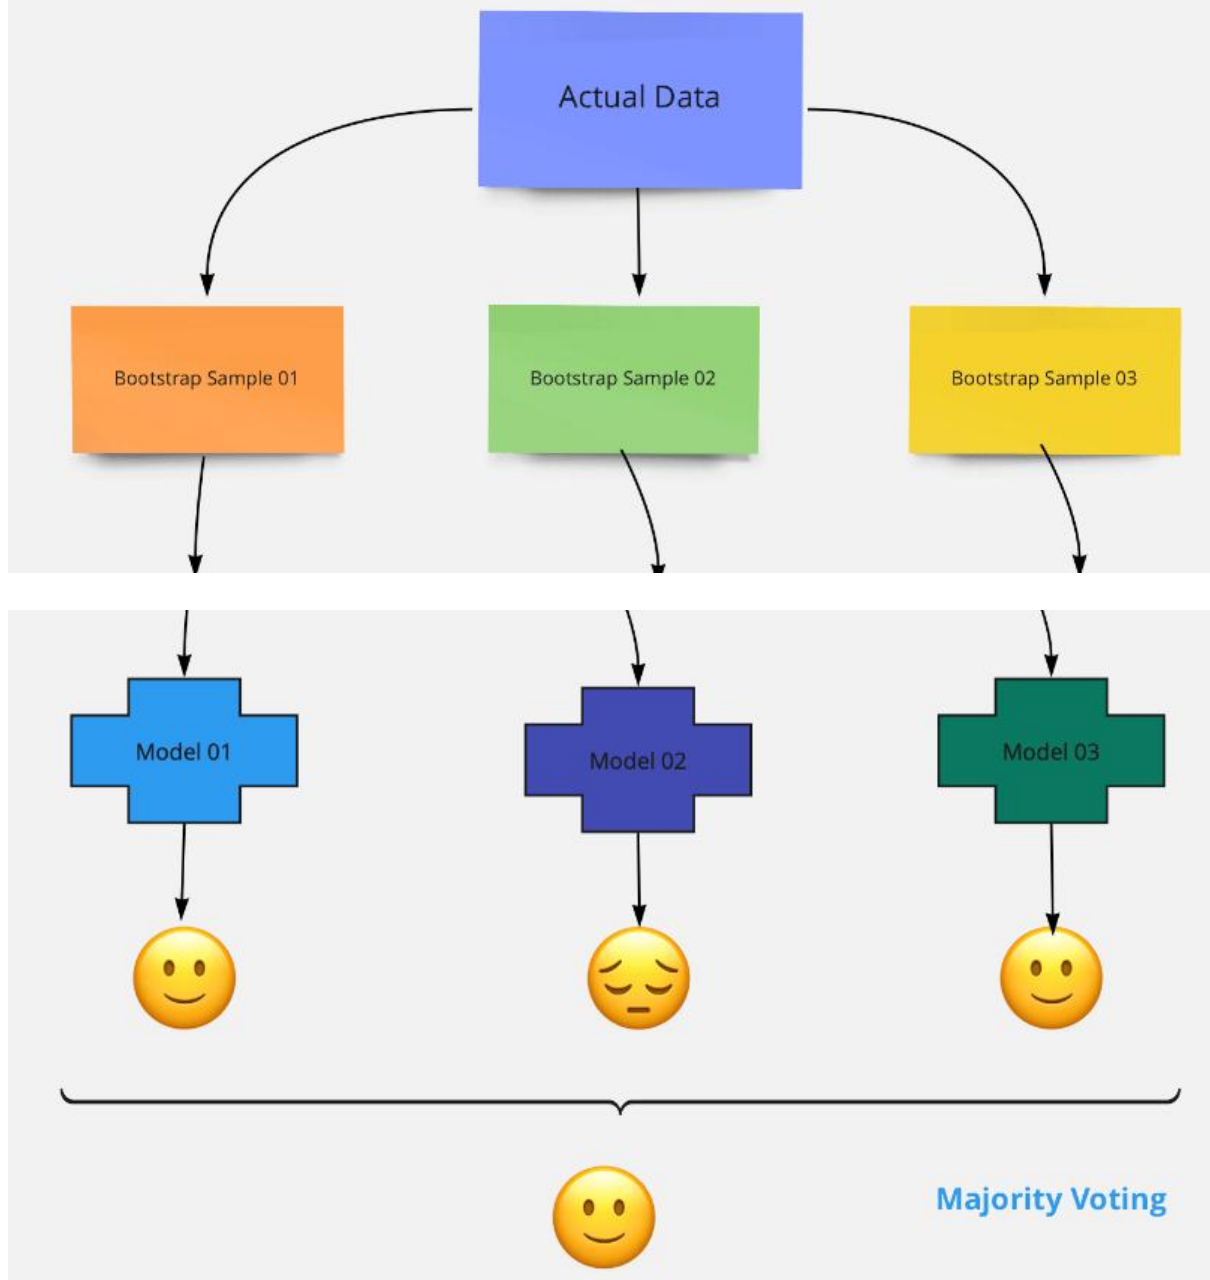 Actual Data
Bootstrap Sample 01
Bootstrap Sample 02
Bootstrap Sample 03
Model 01
Model 02
Model 03
Majority Voting